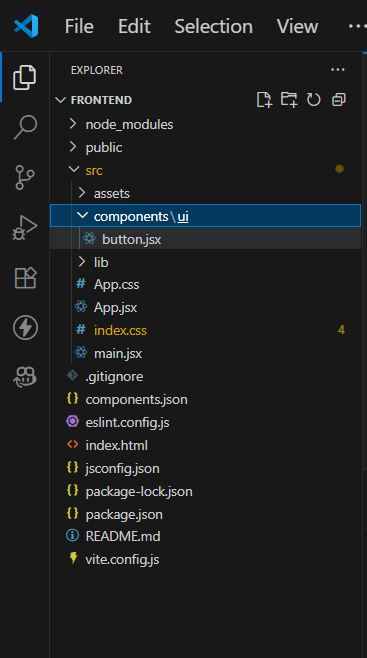 File Edit Selection View ···
EXPLORER ···
FRONTEND
node_modules
public
src
assets
components\ui
button.jsx
lib
# App.css
App.jsx
# index.css 4
main.jsx
.gitignore
{} components.json
eslint.config.js
<> index.html
jsconfig.json
{} package-lock.json
{} package.json
README.md
vite.config.js